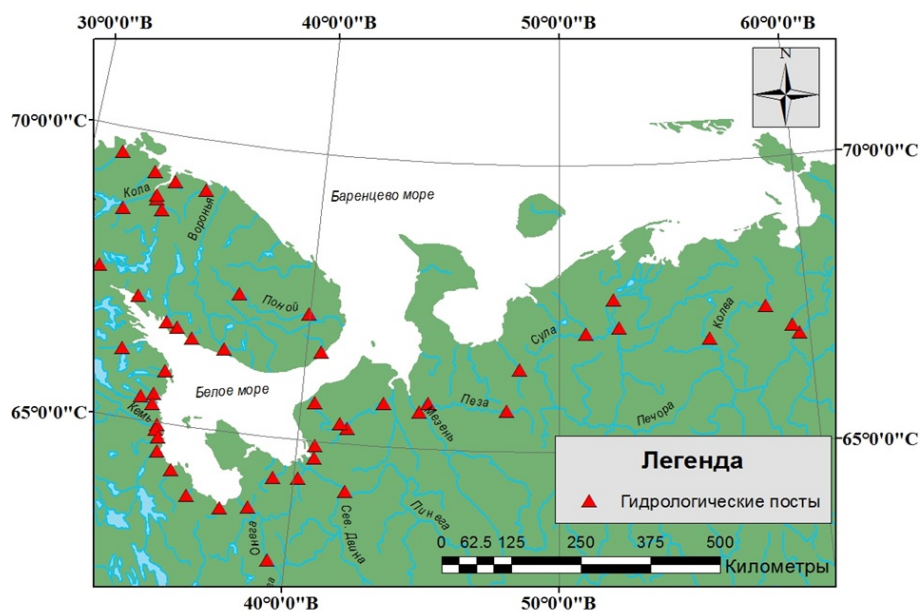 30°0'0"В 40°0'0"В 50°0'0"В 60°0'0"В
N
70°0'0"С
70°0'0"С
Баренцево море
Кола
Воронья
Поной
Колва
Сула
Белое море
Пеза
65°0'0"С
Кемь
Мезень
Печора
65°0'0"С
Легенда
Гидрологические посты
Пинега
Сев. Двина
Онега
0 62.5 125 250 375 500
Километры
40°0'0"В 50°0'0"В